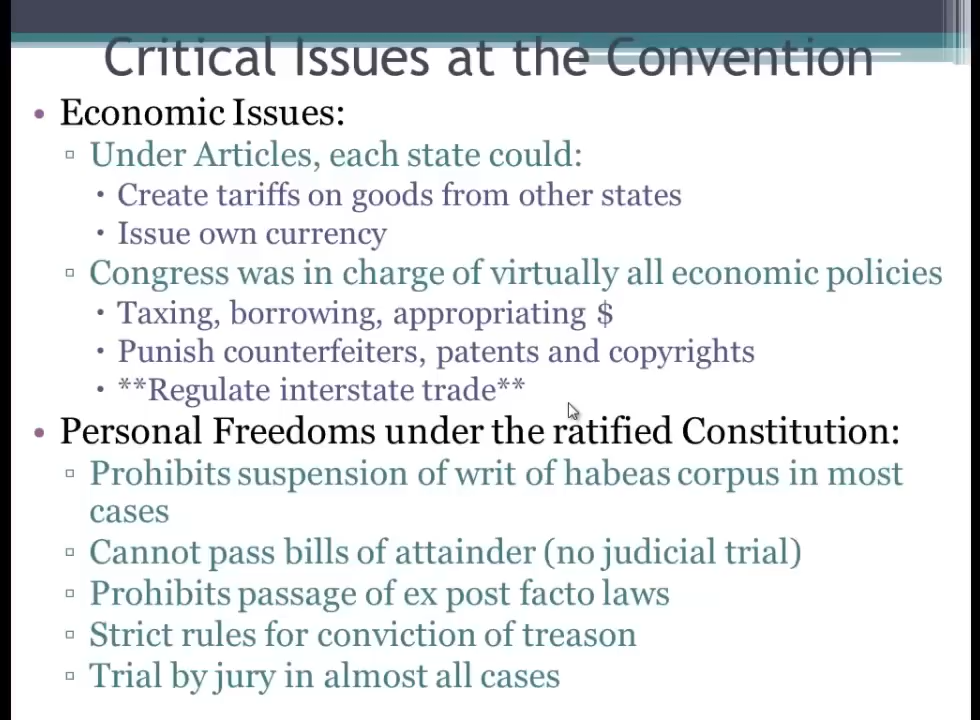 Critical Issues at the Convention
• Economic Issues:
▫ Under Articles, each state could:
▪ Create tariffs on goods from other states
▪ Issue own currency
▫ Congress was in charge of virtually all economic policies
▪ Taxing, borrowing, appropriating $
▪ Punish counterfeiters, patents and copyrights
▪ **Regulate interstate trade**
• Personal Freedoms under the ratified Constitution:
▫ Prohibits suspension of writ of habeas corpus in most
cases
▫ Cannot pass bills of attainder (no judicial trial)
▫ Prohibits passage of ex post facto laws
▫ Strict rules for conviction of treason
▫ Trial by jury in almost all cases